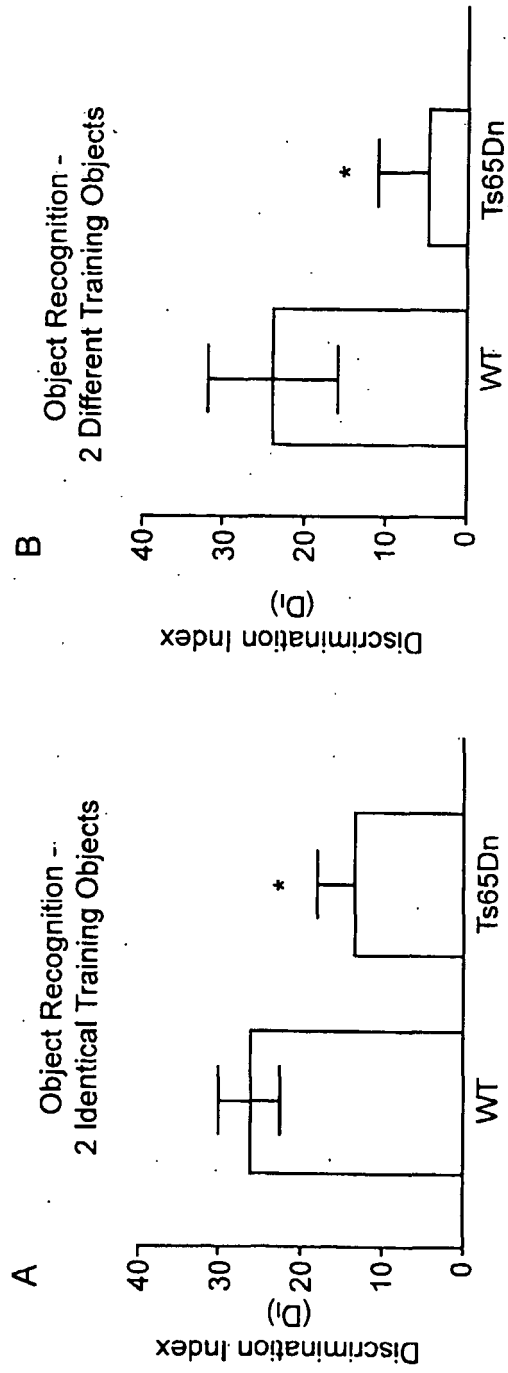 A
Object Recognition -
2 Identical Training Objects
Discrimination Index
(DI)
40
30
20
10
0
*
WT
Ts65Dn
B
Object Recognition -
2 Different Training Objects
Discrimination Index
(DI)
40
30
20
10
0
*
WT
Ts65Dn